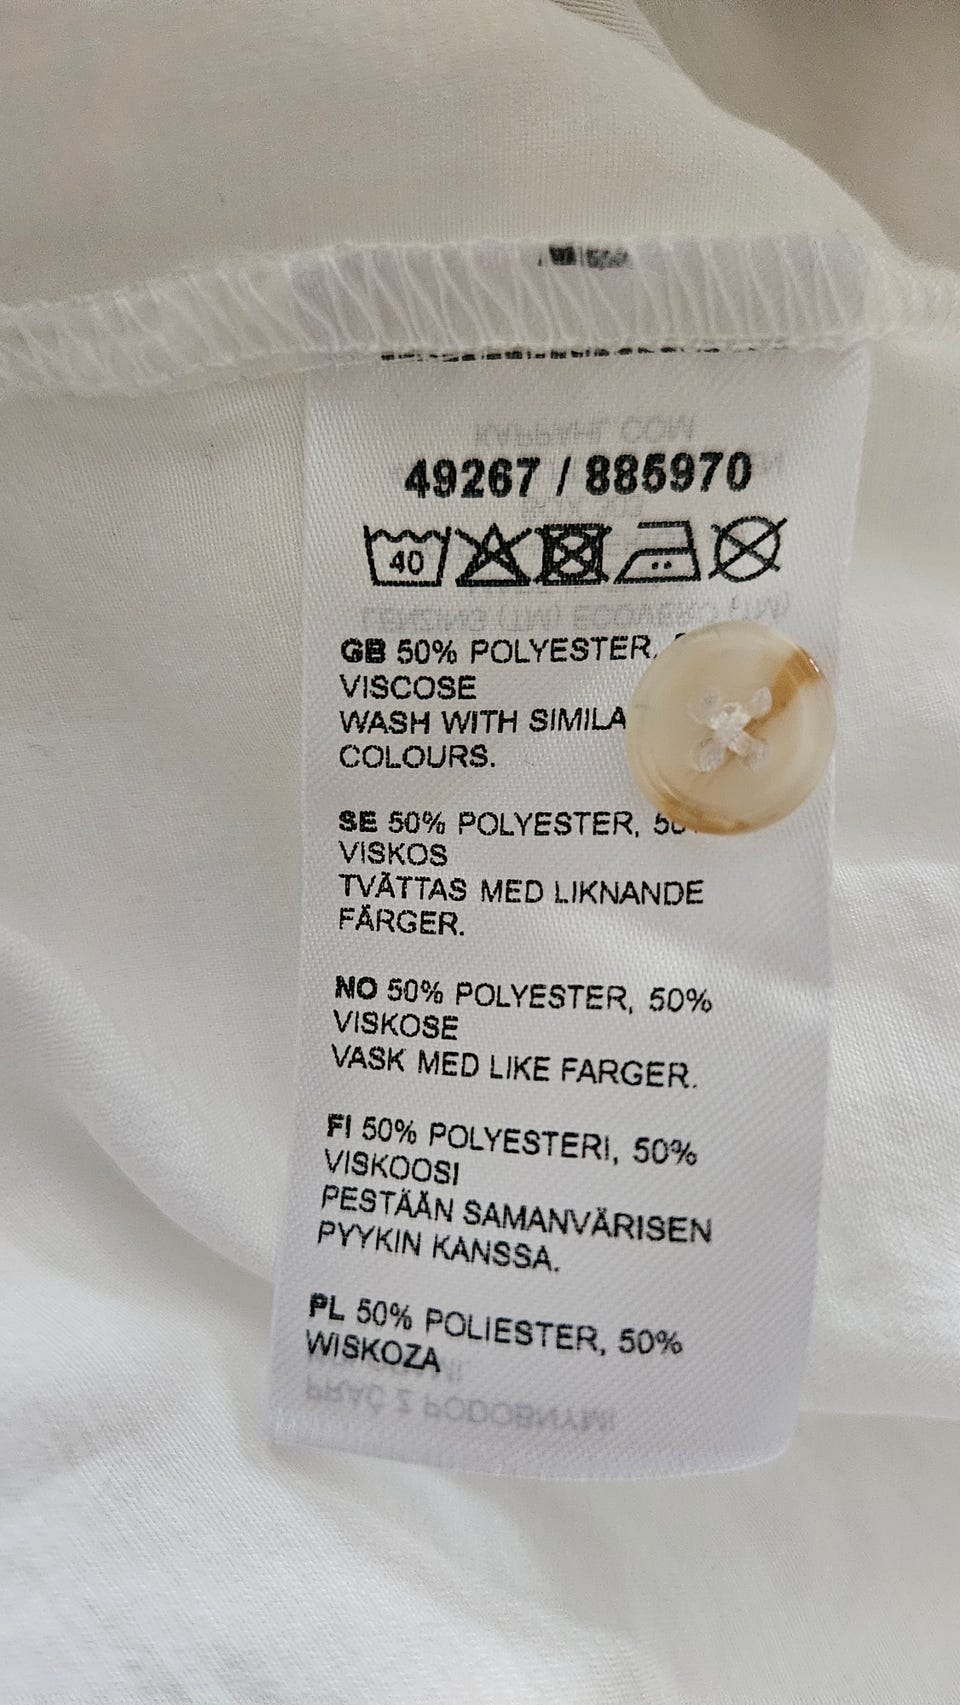 49267 / 885970
40
GB 50% POLYESTER,
VISCOSE
WASH WITH SIMILA
COLOURS.
SE 50% POLYESTER,
VISKOS
TVÄTTAS MED LIKNANDE
FÄRGER.
NO 50% POLYESTER, 50%
VISKOSE
VASK MED LIKE FARGER.
FI 50% POLYESTERI, 50%
VISKOOSI
PESTÄÄN SAMANVÄRISEN
PYYKIN KANSSA.
PL 50% POLIESTER, 50%
WISKOZA